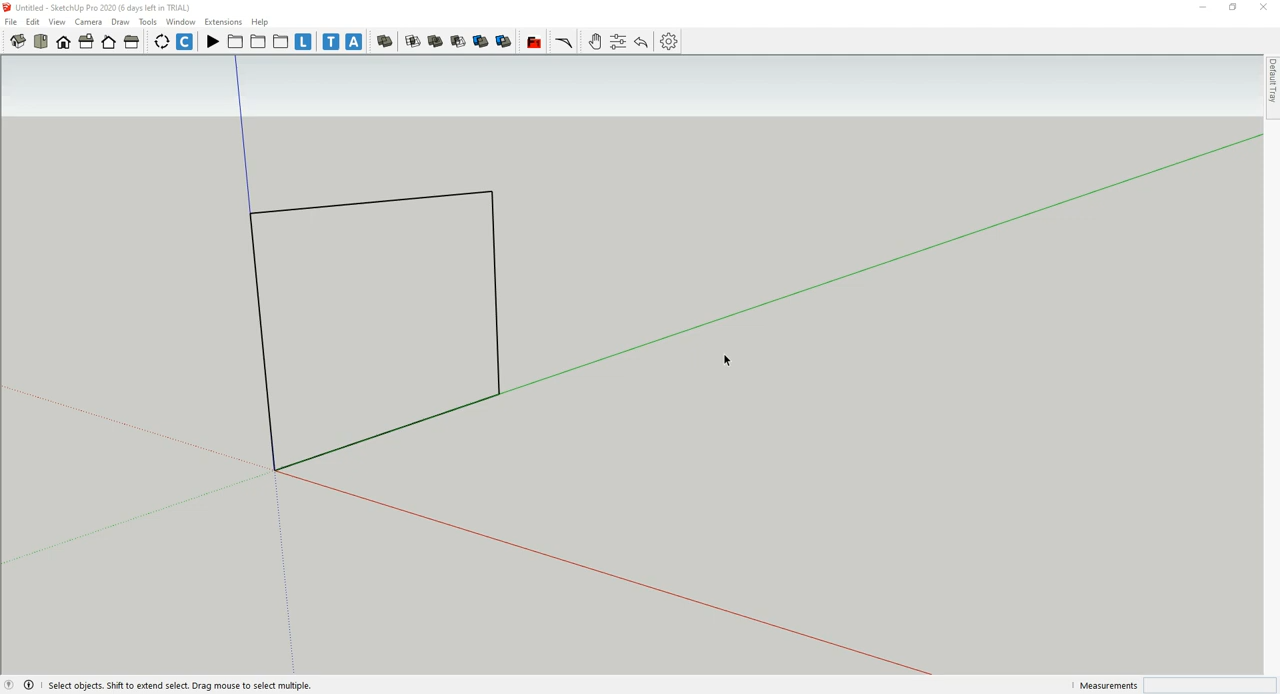 Untitled - SketchUp Pro 2020 (6 days left in TRIAL)
File Edit View Camera Draw Tools Window Extensions Help
C L T A
Default Tray
Select objects. Shift to extend select. Drag mouse to select multiple.
Measurements